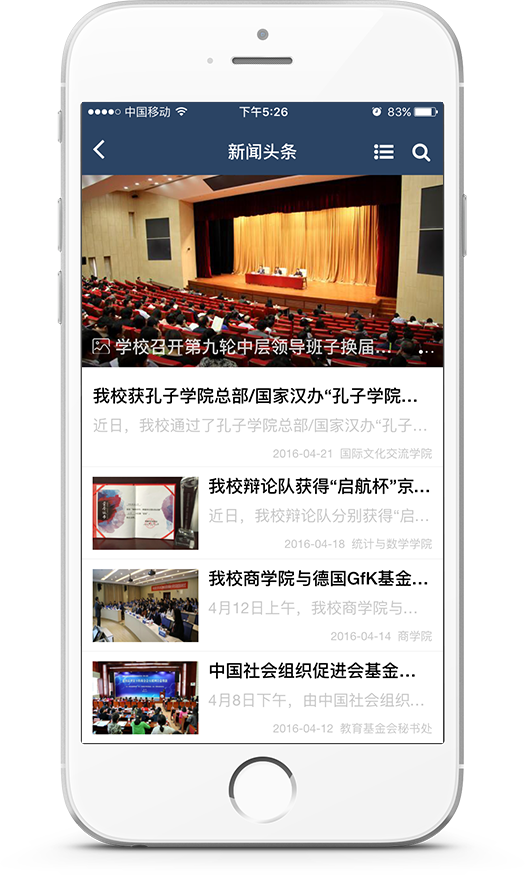 中国移动 下午5:26 83%
新闻头条
学校召开第九轮中层领导班子换届...
我校获孔子学院总部/国家汉办“孔子学院...
近日，我校通过了孔子学院总部/国家汉办“孔子...
2016-04-21 国际文化交流学院
我校辩论队获得“启航杯”京...
近日，我校辩论队分别获得“启...
2016-04-18 统计与数学学院
我校商学院与德国GfK基金...
4月12日上午，我校商学院与...
2016-04-14 商学院
中国社会组织促进会基金...
4月8日下午，由中国社会组织...
2016-04-12 教育基金会秘书处